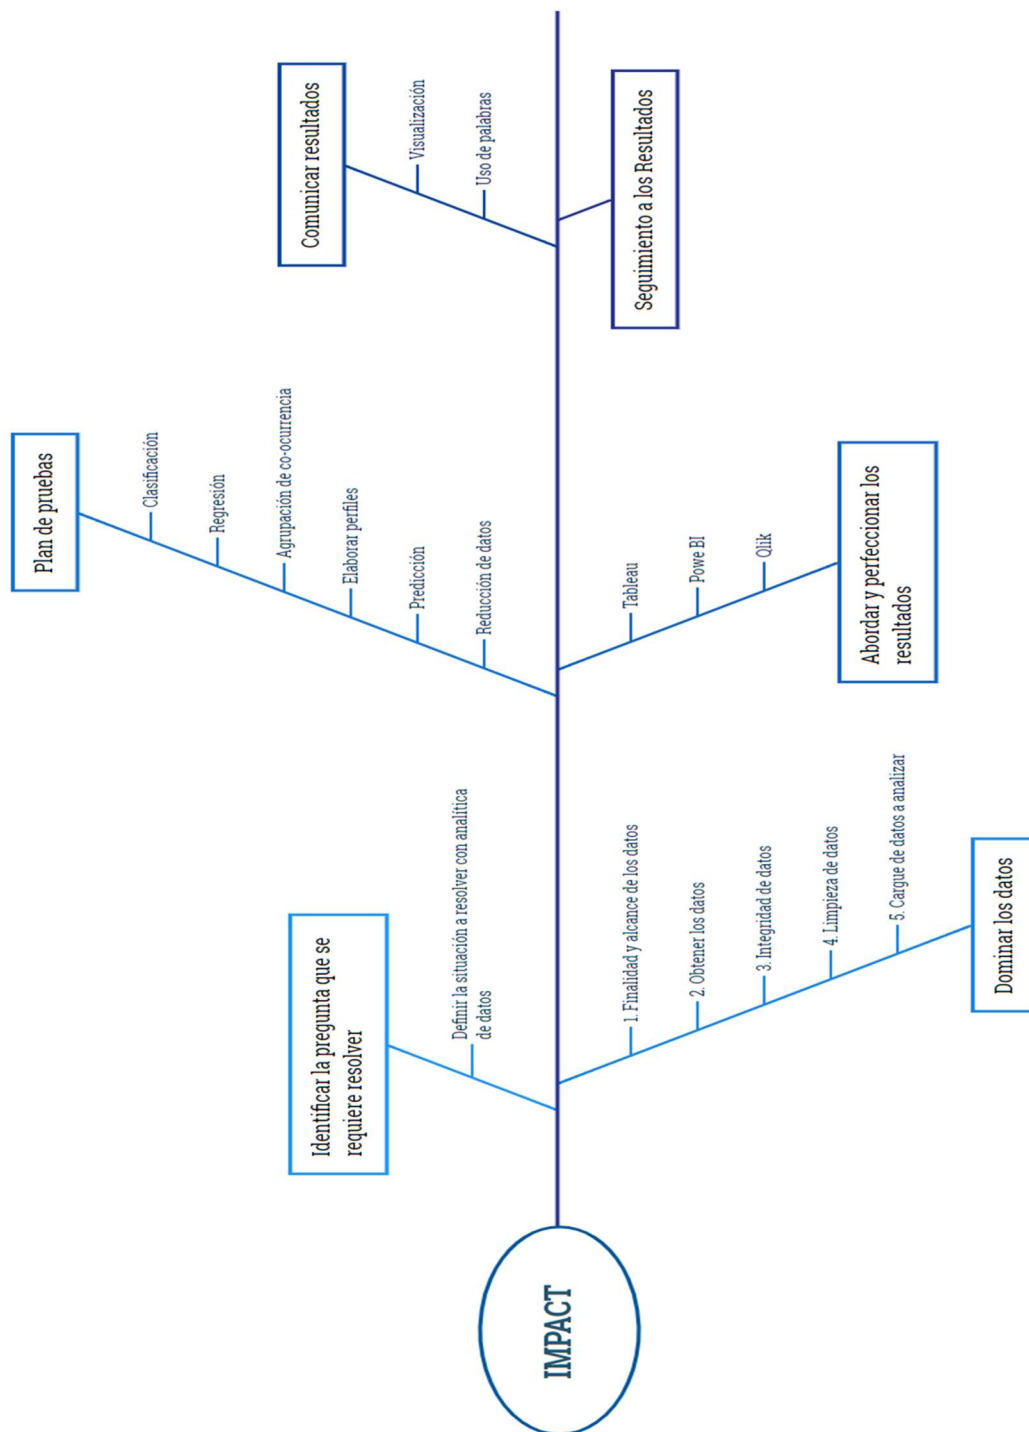 IMPACT
Identificar la pregunta que se
requiere resolver
Definir la situación a resolver con analítica
de datos
Dominar los datos
1. Finalidad y alcance de los datos
2. Obtener los datos
3. Integridad de datos
4. Limpieza de datos
5. Cargue de datos a analizar
Plan de pruebas
Clasificación
Regresión
Agrupación de co-ocurrencia
Elaborar perfiles
Predicción
Reducción de datos
Abordar y perfeccionar los
resultados
Tableau
Powe BI
Qlik
Comunicar resultados
Visualización
Uso de palabras
Seguimiento a los Resultados